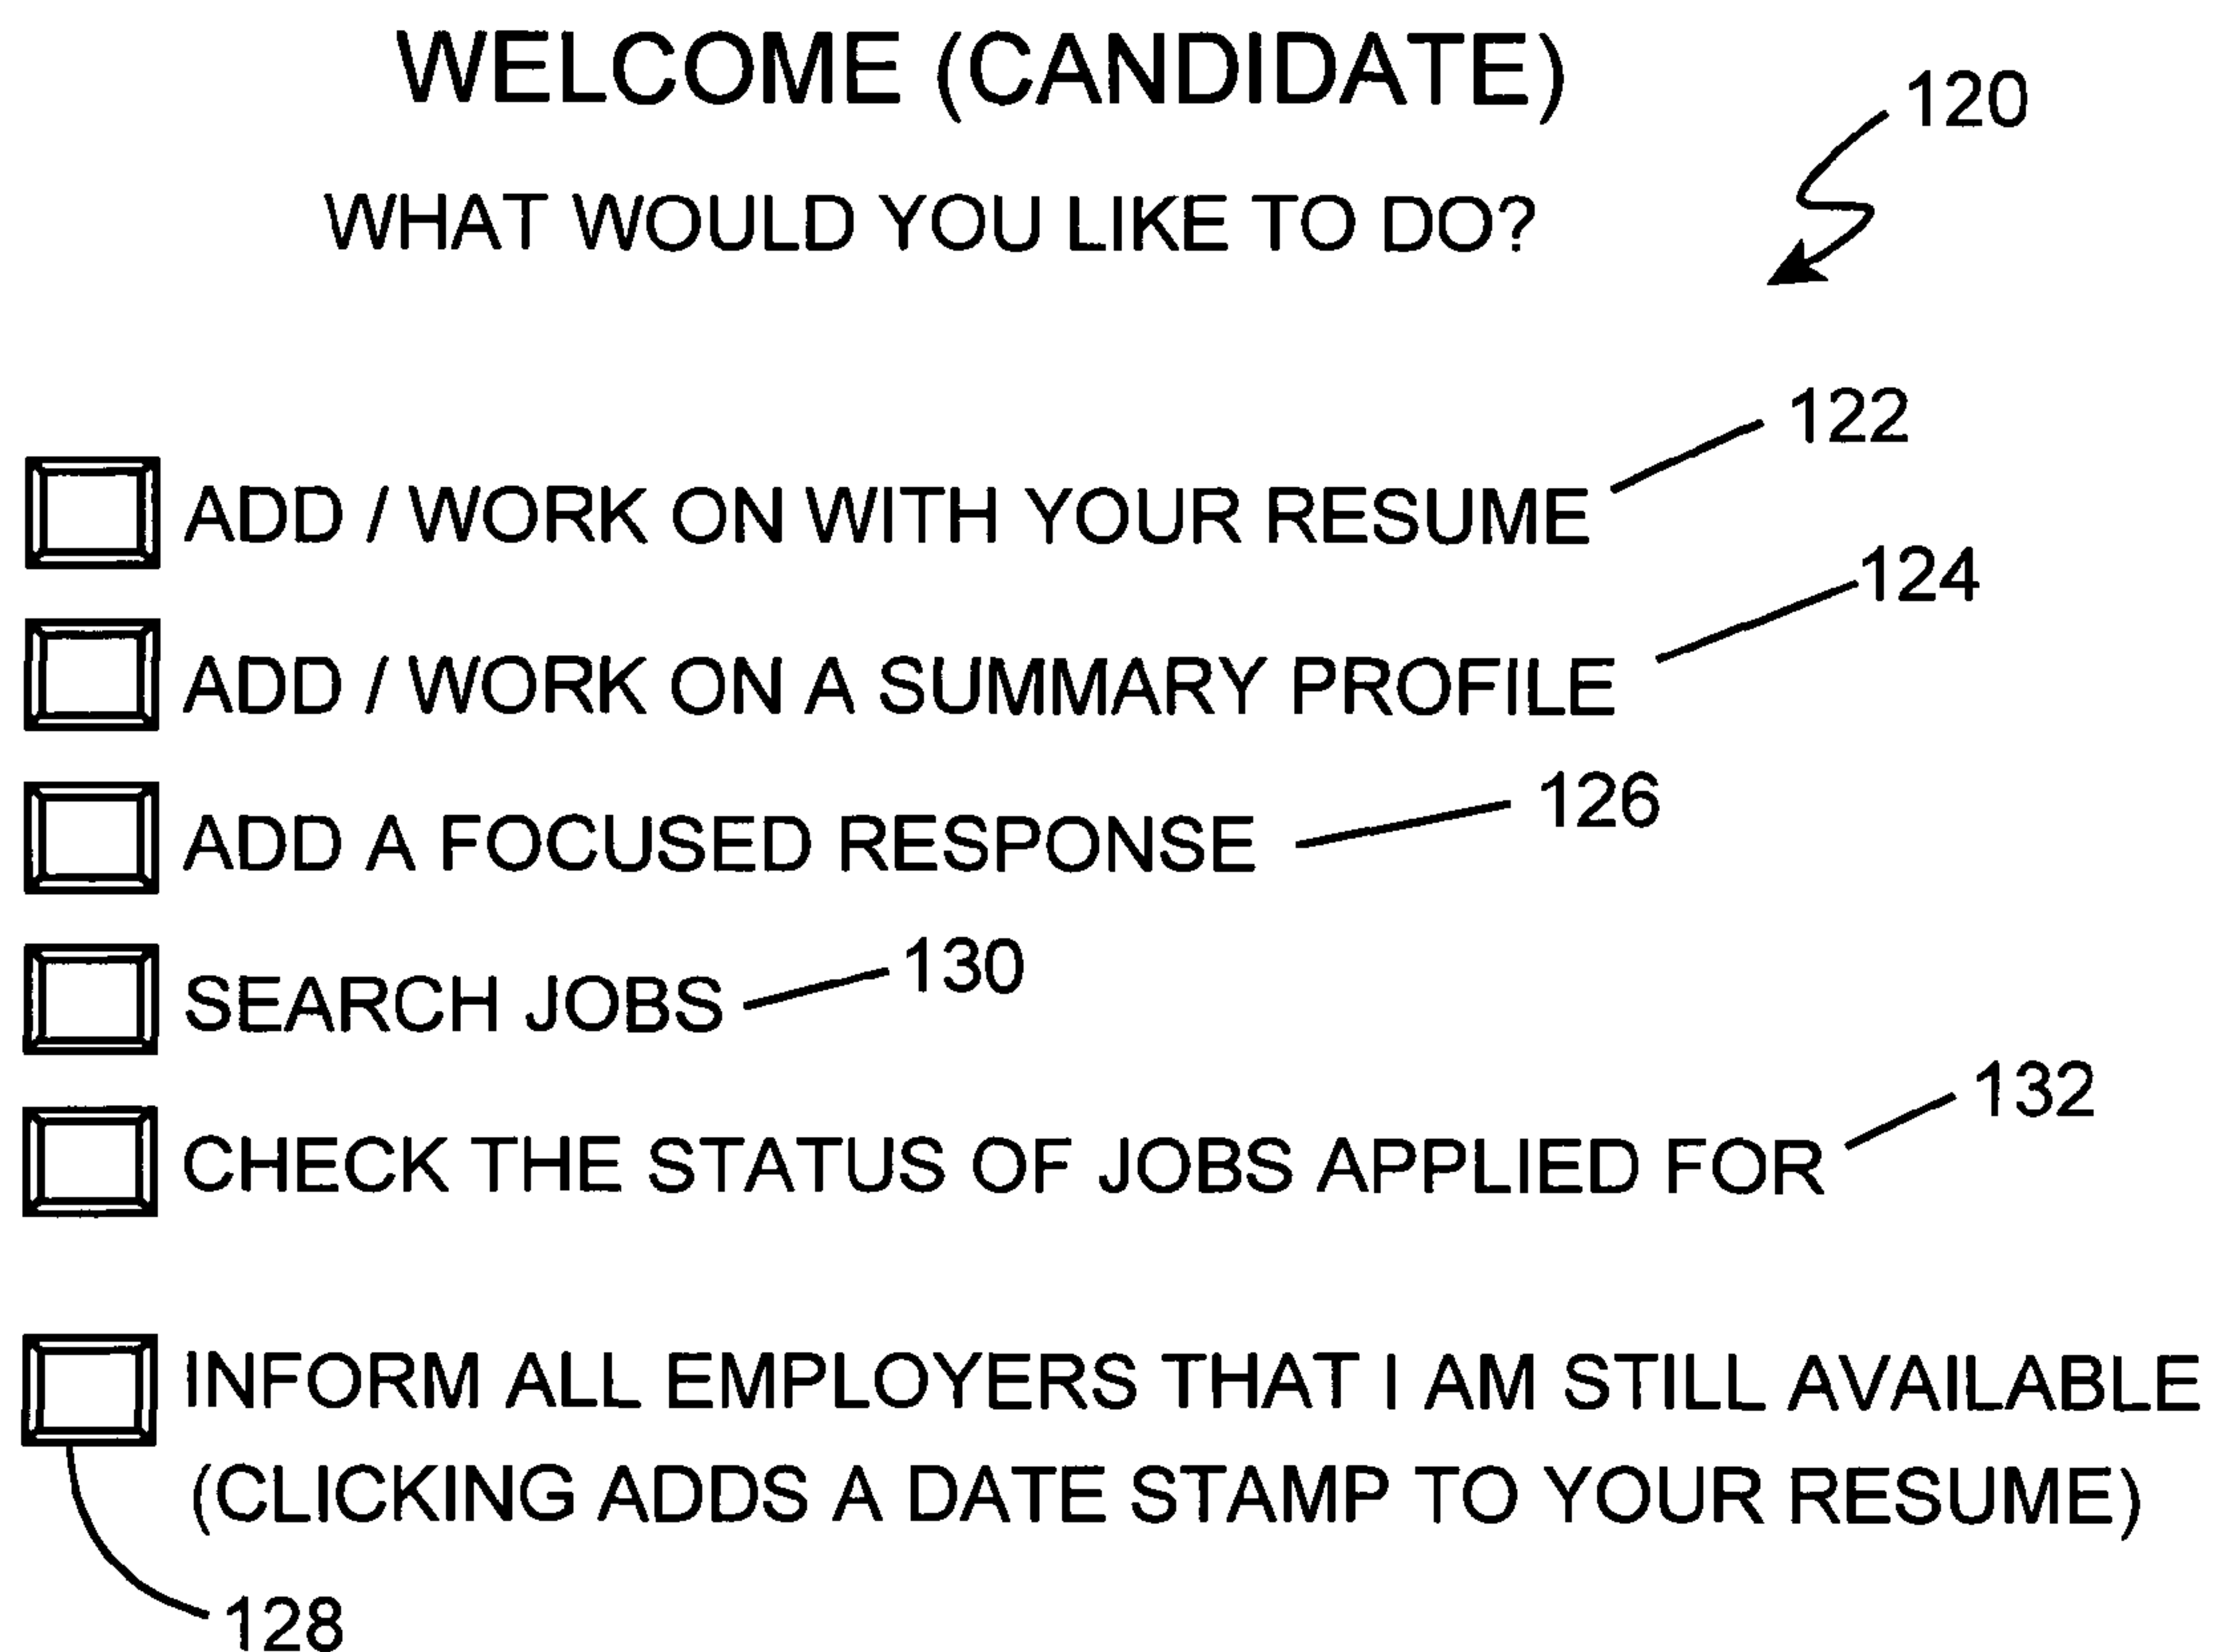 WELCOME (CANDIDATE)
120
WHAT WOULD YOU LIKE TO DO?
122
ADD / WORK ON WITH YOUR RESUME
124
ADD / WORK ON A SUMMARY PROFILE
126
ADD A FOCUSED RESPONSE
130
SEARCH JOBS
132
CHECK THE STATUS OF JOBS APPLIED FOR
INFORM ALL EMPLOYERS THAT I AM STILL AVAILABLE
(CLICKING ADDS A DATE STAMP TO YOUR RESUME)
128